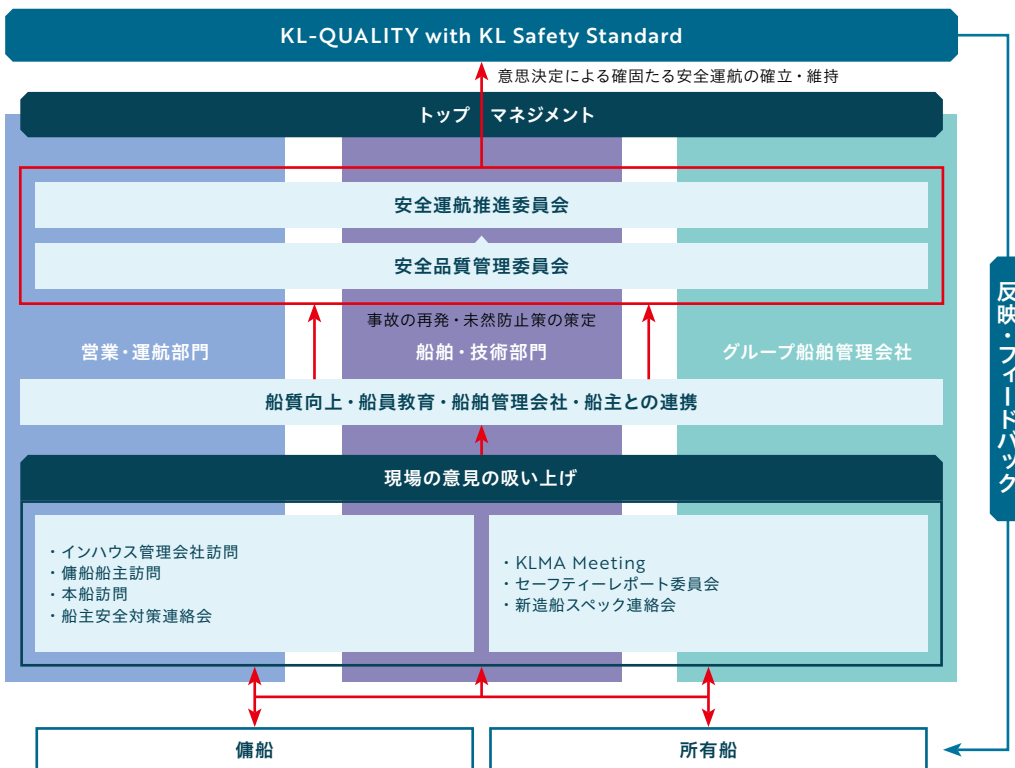 KL-QUALITY with KL Safety Standard
意思決定による確固たる安全運航の確立・維持
トップ マネジメント
安全運航推進委員会
安全品質管理委員会
事故の再発・未然防止策の策定
営業・運航部門
船舶・技術部門
グループ船舶管理会社
船質向上・船員教育・船舶管理会社・船主との連携
現場の意見の吸い上げ
・インハウス管理会社訪問
・傭船船主訪問
・本船訪問
・船主安全対策連絡会
・KLMA Meeting
・セーフティーレポート委員会
・新造船スペック連絡会
傭船
所有船
反映・フィードバック